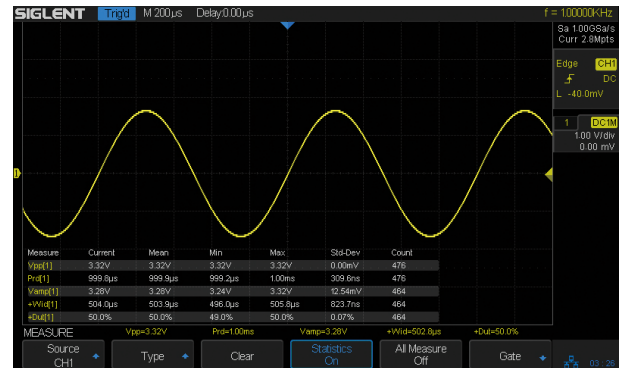 SIGLENT Trig'd M 200µs Delay:0.00µs f = 1.00000KHz
Sa 1.00GSa/s
Curr 2.8Mpts
Edge CH1
DC
L -40.0mV
1 DC1M
1.00 V/div
0.00 mV
1
Measure Current Mean Min Max Std-Dev Count
Vpp[1] 3.32V 3.32V 3.32V 3.32V 0.00mV 476
Prd[1] 999.8µs 999.9µs 999.2µs 1.00ms 309.6ns 476
Vamp[1] 3.28V 3.28V 3.24V 3.32V 12.54mV 464
+Wid[1] 504.0µs 503.9µs 496.0µs 505.8µs 823.7ns 464
+Dut[1] 50.0% 50.0% 49.0% 50.0% 0.07% 464
MEASURE Vpp=3.32V Prd=1.00ms Vamp=3.28V +Wid=502.8µs +Dut=50.0%
Source CH1 Type Clear Statistics On All Measure Off Gate
03:26